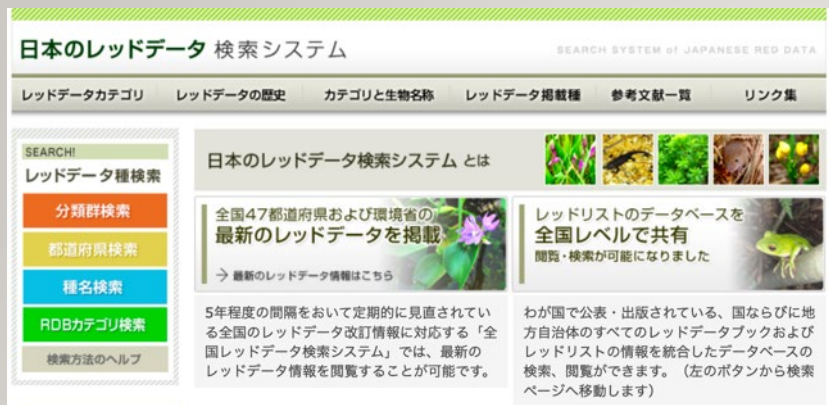 日本のレッドデータ 検索システム
SEARCH SYSTEM of JAPANESE RED DATA
レッドデータカテゴリ
レッドデータの歴史
カテゴリと生物名称
レッドデータ掲載種
参考文献一覧
リンク集
SEARCH!
レッドデータ種検索
分類群検索
都道府県検索
種名検索
RDBカテゴリ検索
検索方法のヘルプ
日本のレッドデータ検索システム とは
全国47都道府県および環境省の
最新のレッドデータを掲載
→ 最新のレッドデータ情報はこちら
5年程度の間隔をおいて定期的に見直されてい
る全国のレッドデータ改訂情報に対応する「全
国レッドデータ検索システム」では、最新の
レッドデータ情報を閲覧することが可能です。
レッドリストのデータベースを
全国レベルで共有
閲覧・検索が可能になりました
わが国で公表・出版されている、国ならびに地
方自治体のすべてのレッドデータブックおよび
レッドリストの情報を統合したデータベースの
検索、閲覧ができます。（左のボタンから検索
ページへ移動します）